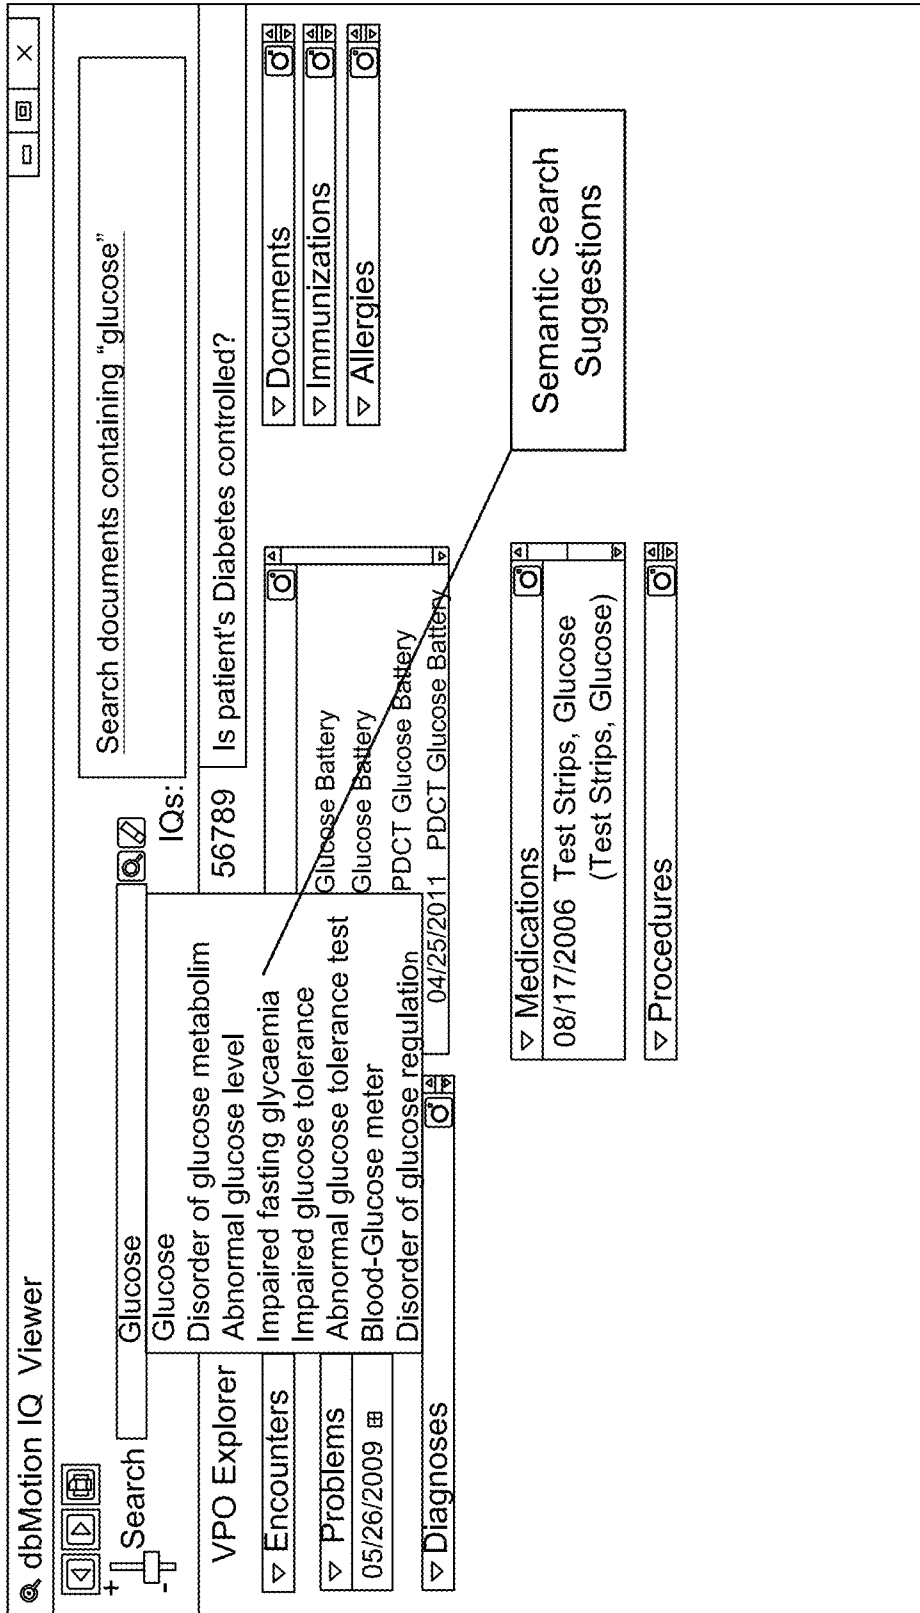 dbMotion IQ Viewer
Search
Glucose
Search documents containing “glucose”
IQs:
VPO Explorer
56789
Is patient's Diabetes controlled?
Glucose
Disorder of glucose metabolim
Abnormal glucose level
Impaired fasting glycaemia
Impaired glucose tolerance
Abnormal glucose tolerance test
Blood-Glucose meter
Disorder of glucose regulation
Encounters
Problems
05/26/2009
Diagnoses
Glucose Battery
Glucose Battery
PDCT Glucose Battery
04/25/2011 PDCT Glucose Battery
Documents
Immunizations
Allergies
Medications
08/17/2006 Test Strips, Glucose
(Test Strips, Glucose)
Procedures
Semantic Search
Suggestions